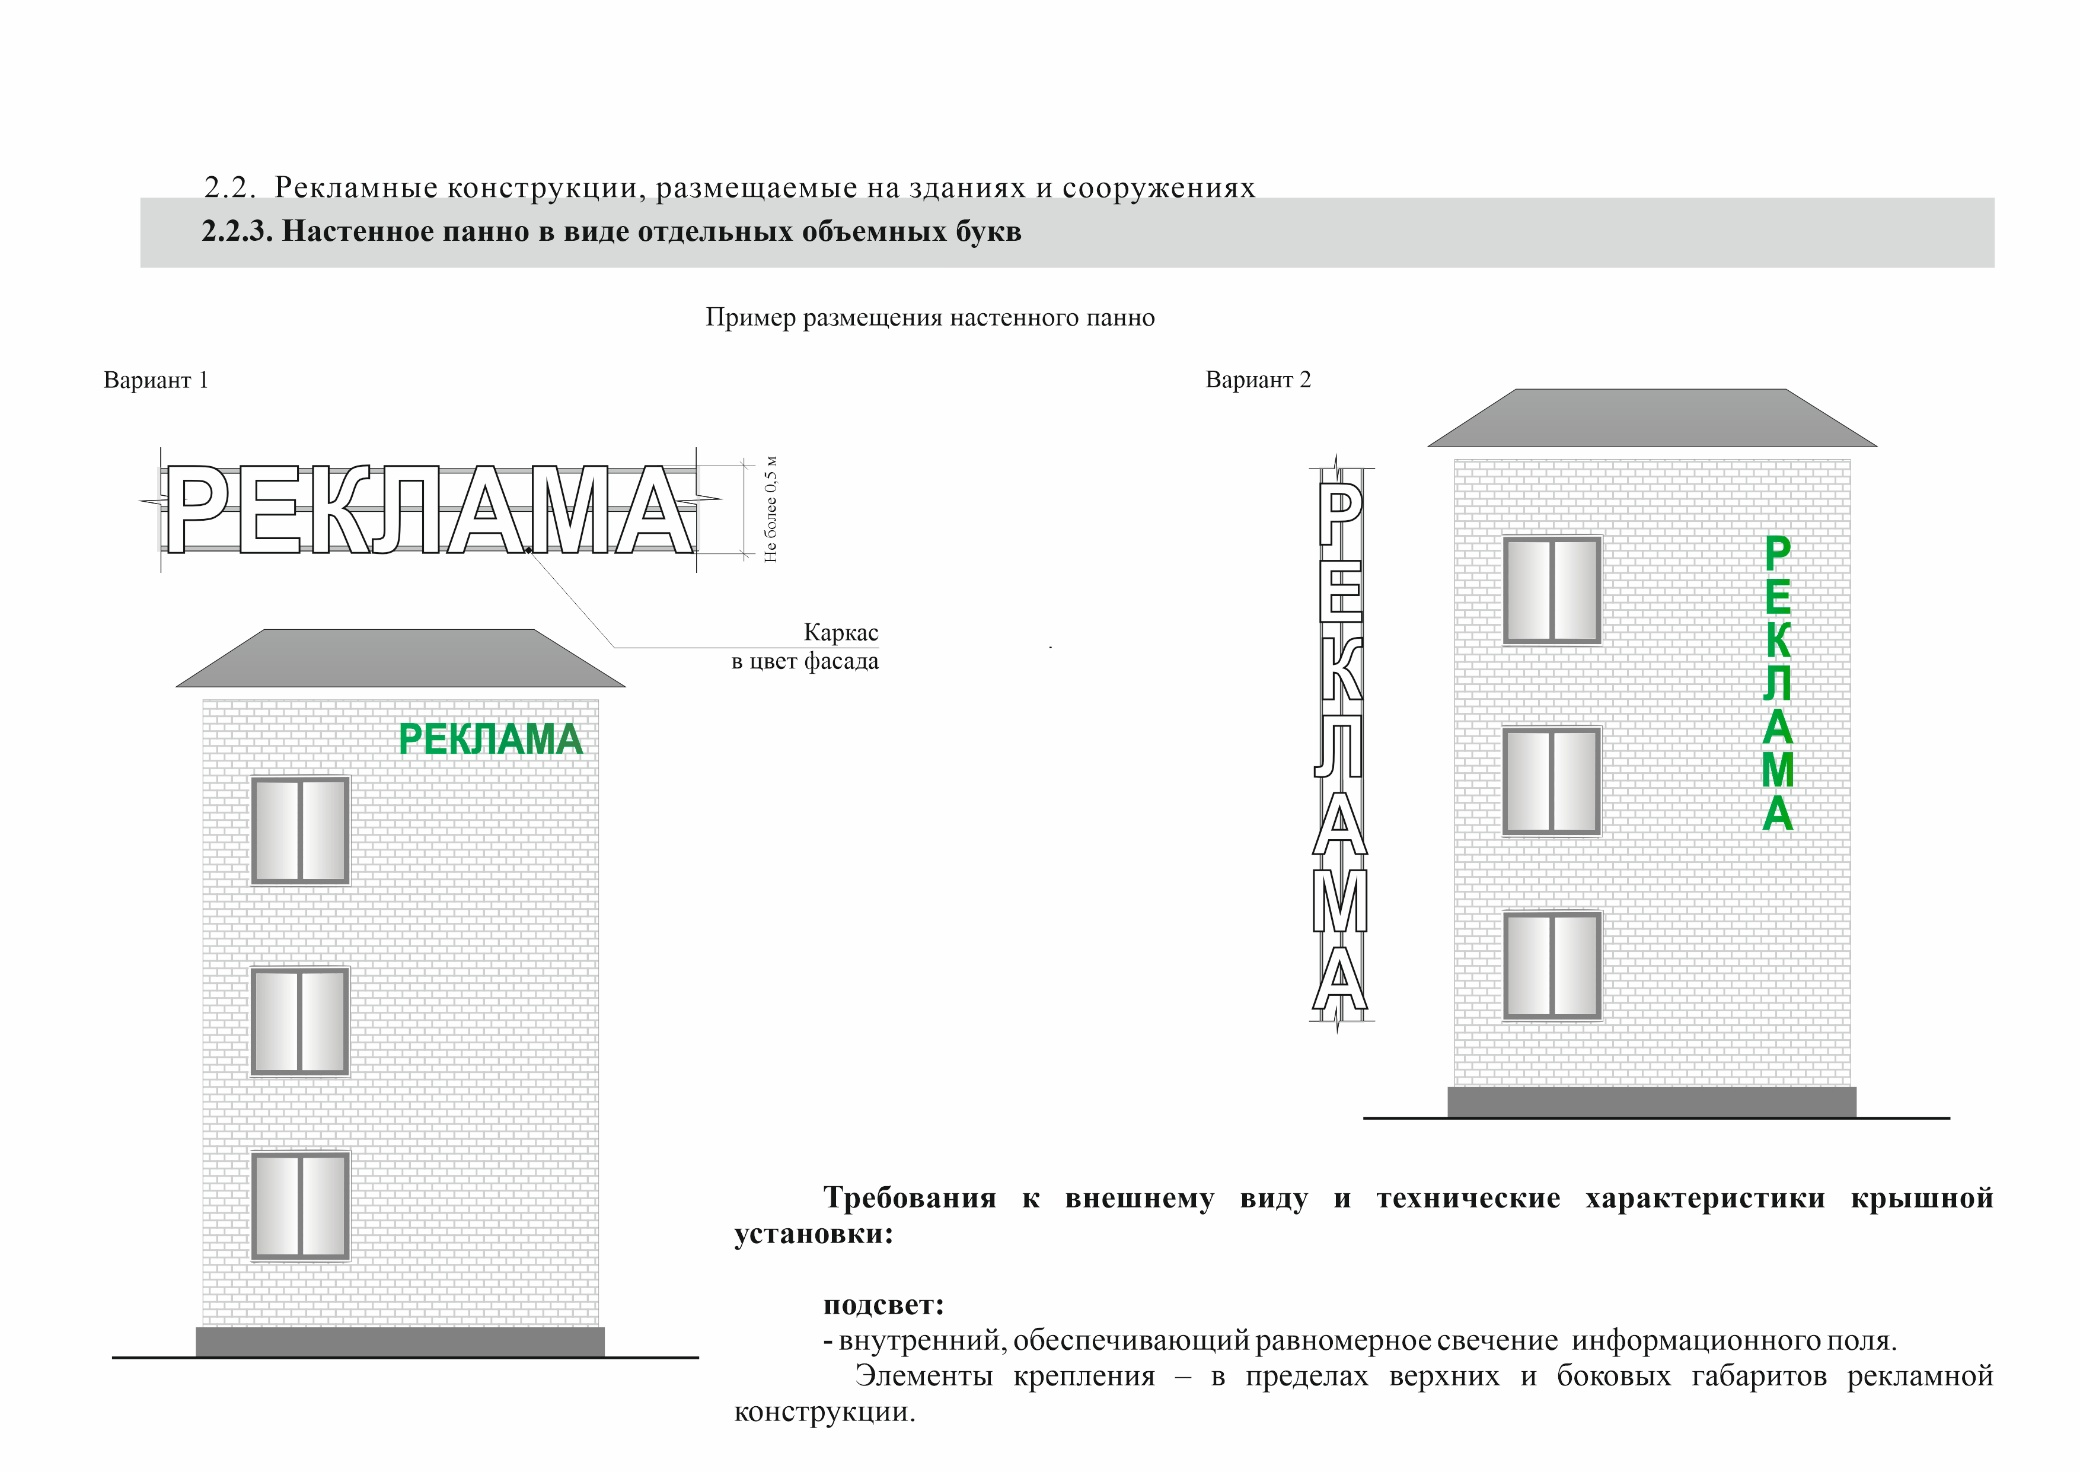 2.2. Рекламные конструкции, размещаемые на зданиях и сооружениях
2.2.3. Настенное панно в виде отдельных объемных букв
Пример размещения настенного панно
Вариант 1
РЕКЛАМА
Не более 0,5 м
Каркас
в цвет фасада
РЕКЛАМА
Вариант 2
РЕКЛАМА
РЕКЛАМА
Требования к внешнему виду и технические характеристики крышной
установки:
подсвет:
- внутренний, обеспечивающий равномерное свечение информационного поля.
Элементы крепления – в пределах верхних и боковых габаритов рекламной
конструкции.